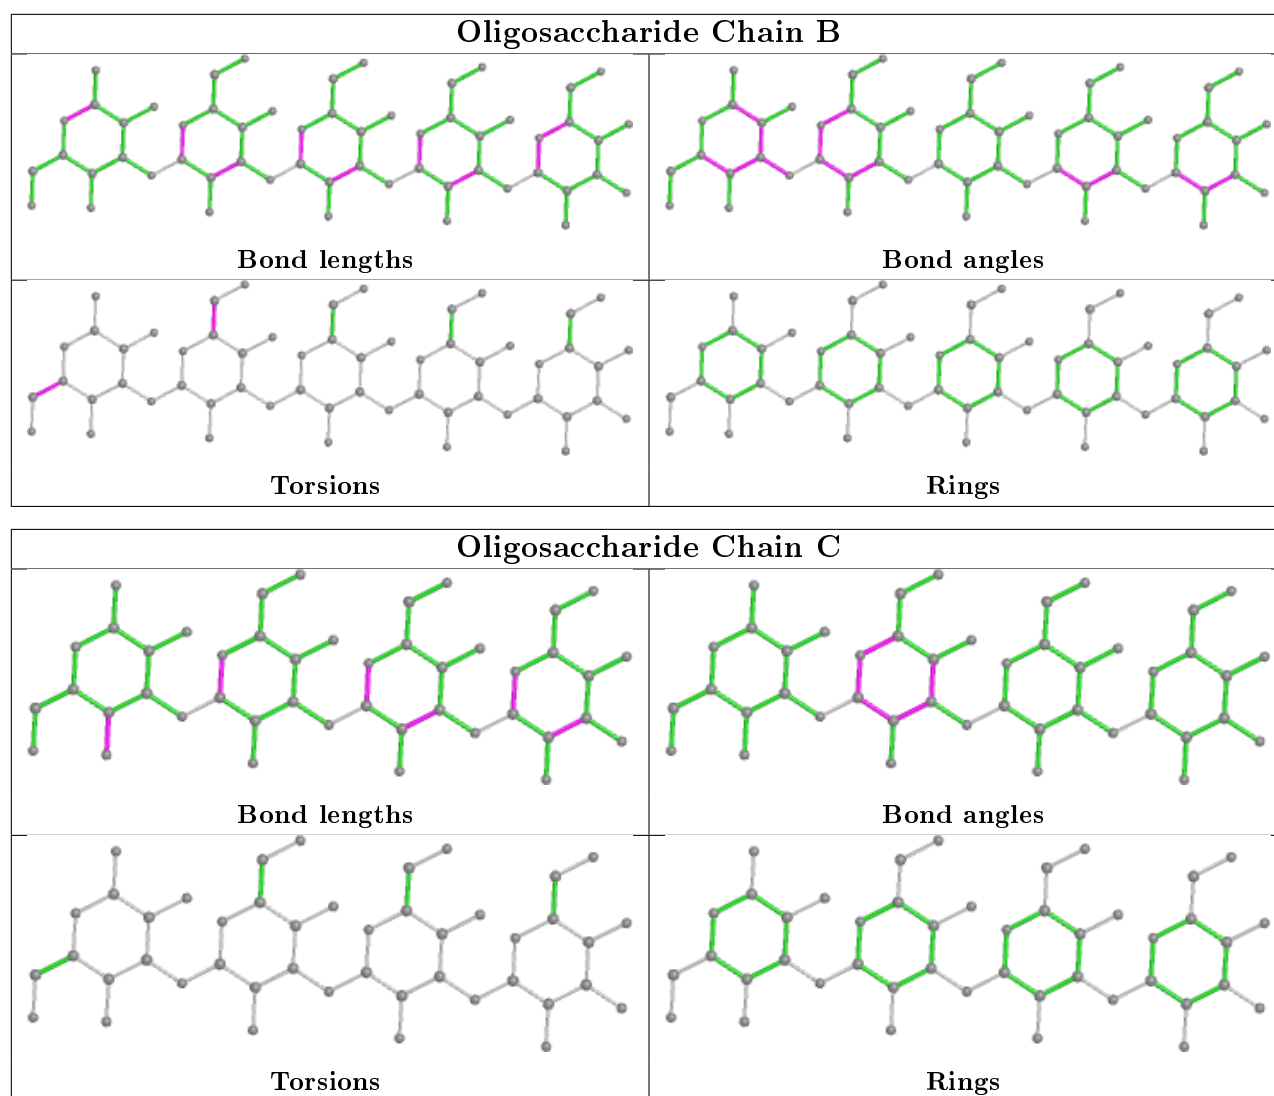 Oligosaccharide Chain B
Bond lengths
Bond angles
Torsions
Rings
Oligosaccharide Chain C
Bond lengths
Bond angles
Torsions
Rings